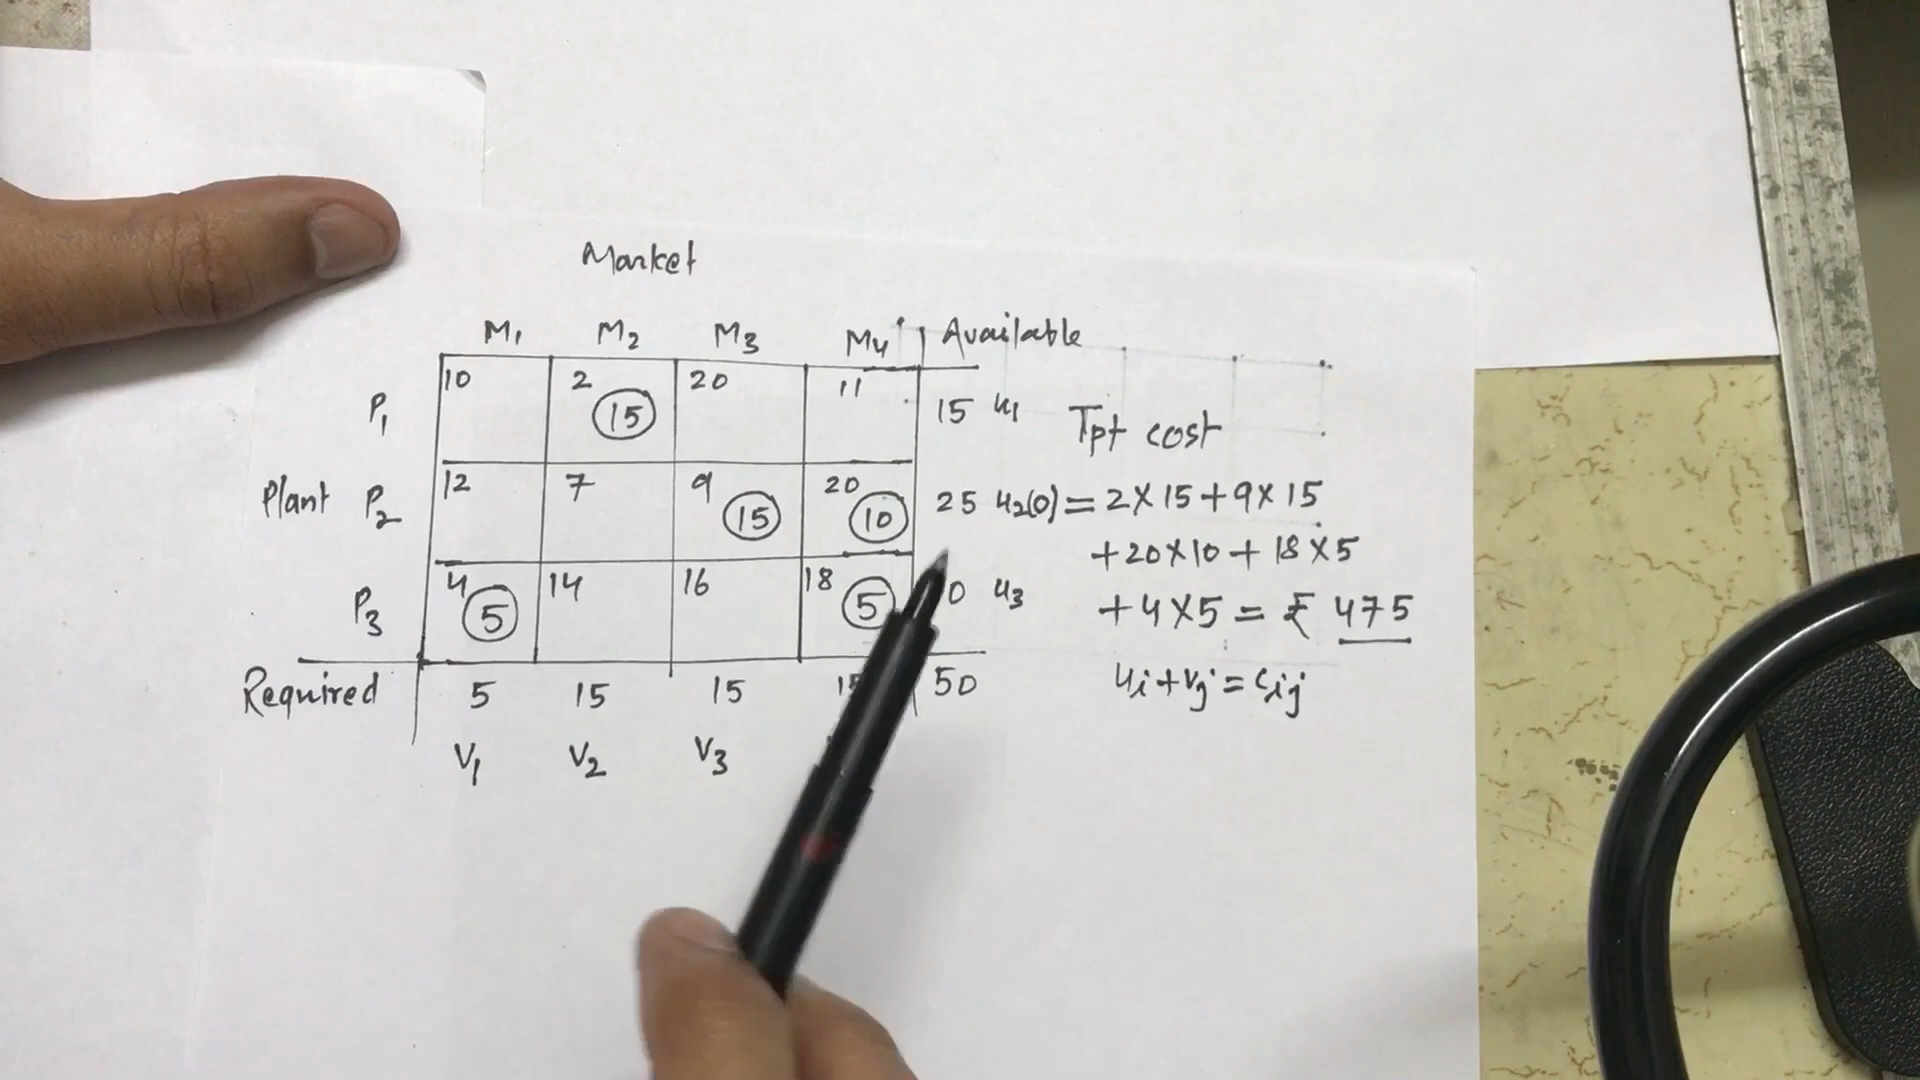 Market
M1 M2 M3 M4 Available
10 2 20 11
P1 15 15 u1 Tpt cost
12 7 9 20
Plant P2 15 10 25 u2(0) = 2×15+9×15
+20×10+18×5
4 14 16 18
P3 5 5 0 u3 +4×5 = ₹ 475
Required 5 15 15 50 ui+vj = cij
V1 V2 V3